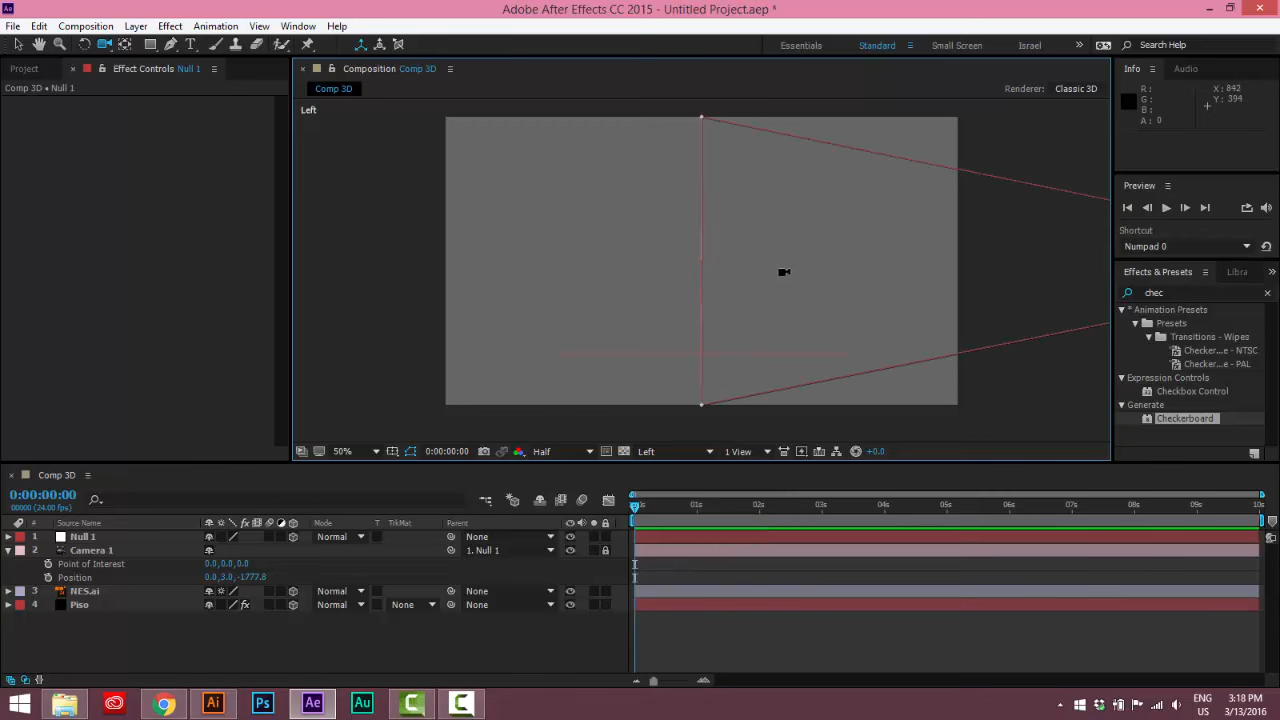 Adobe After Effects CC 2015 - Untitled Project.aep *
File Edit Composition Layer Effect Animation View Window Help
Essentials Standard Small Screen Israel Search Help
Project Effect Controls Null 1 Composition Comp 3D Info Audio
Comp 3D • Null 1 Comp 3D Renderer: Classic 3D
R: X: 842
G: Y: 394
B:
A: 0
Left
Preview
Shortcut
Numpad 0
Effects & Presets Libra
chec
* Animation Presets
Presets
Transitions - Wipes
Checker...e - NTSC
Checker...e - PAL
Expression Controls
Checkbox Control
Generate
Checkerboard
50% 0:00:00:00 Half Left 1 View +0.0
Comp 3D
0:00:00:00
00000 (24.00 fps)
01s 02s 03s 04s 05s 06s 07s 08s 09s 10s
# Source Name Mode T TrkMat Parent
1 Null 1 Normal None
2 Camera 1 1. Null 1
Point of Interest 0.0,0.0,0.0
Position 0.0,3.0,-1777.8
3 NES.ai Normal None
4 Piso Normal None None
ENG 3:18 PM
US 3/13/2016